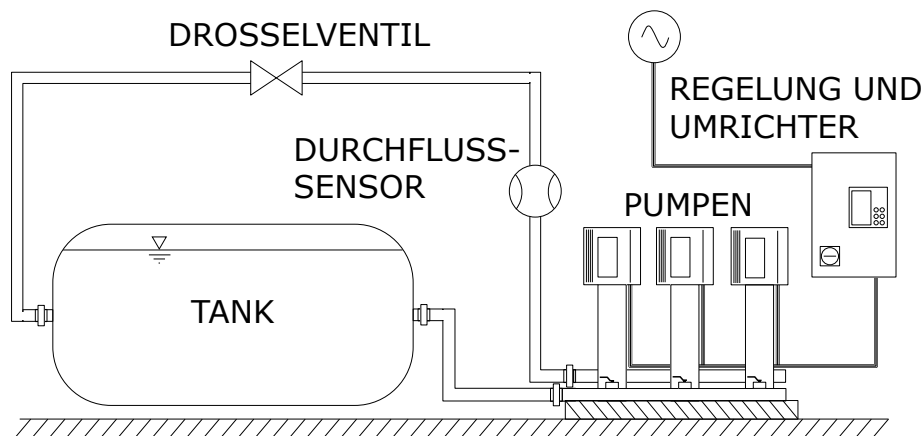 DROSSELVENTIL
REGELUNG UND
UMRICHTER
DURCHFLUSS-
SENSOR
PUMPEN
TANK